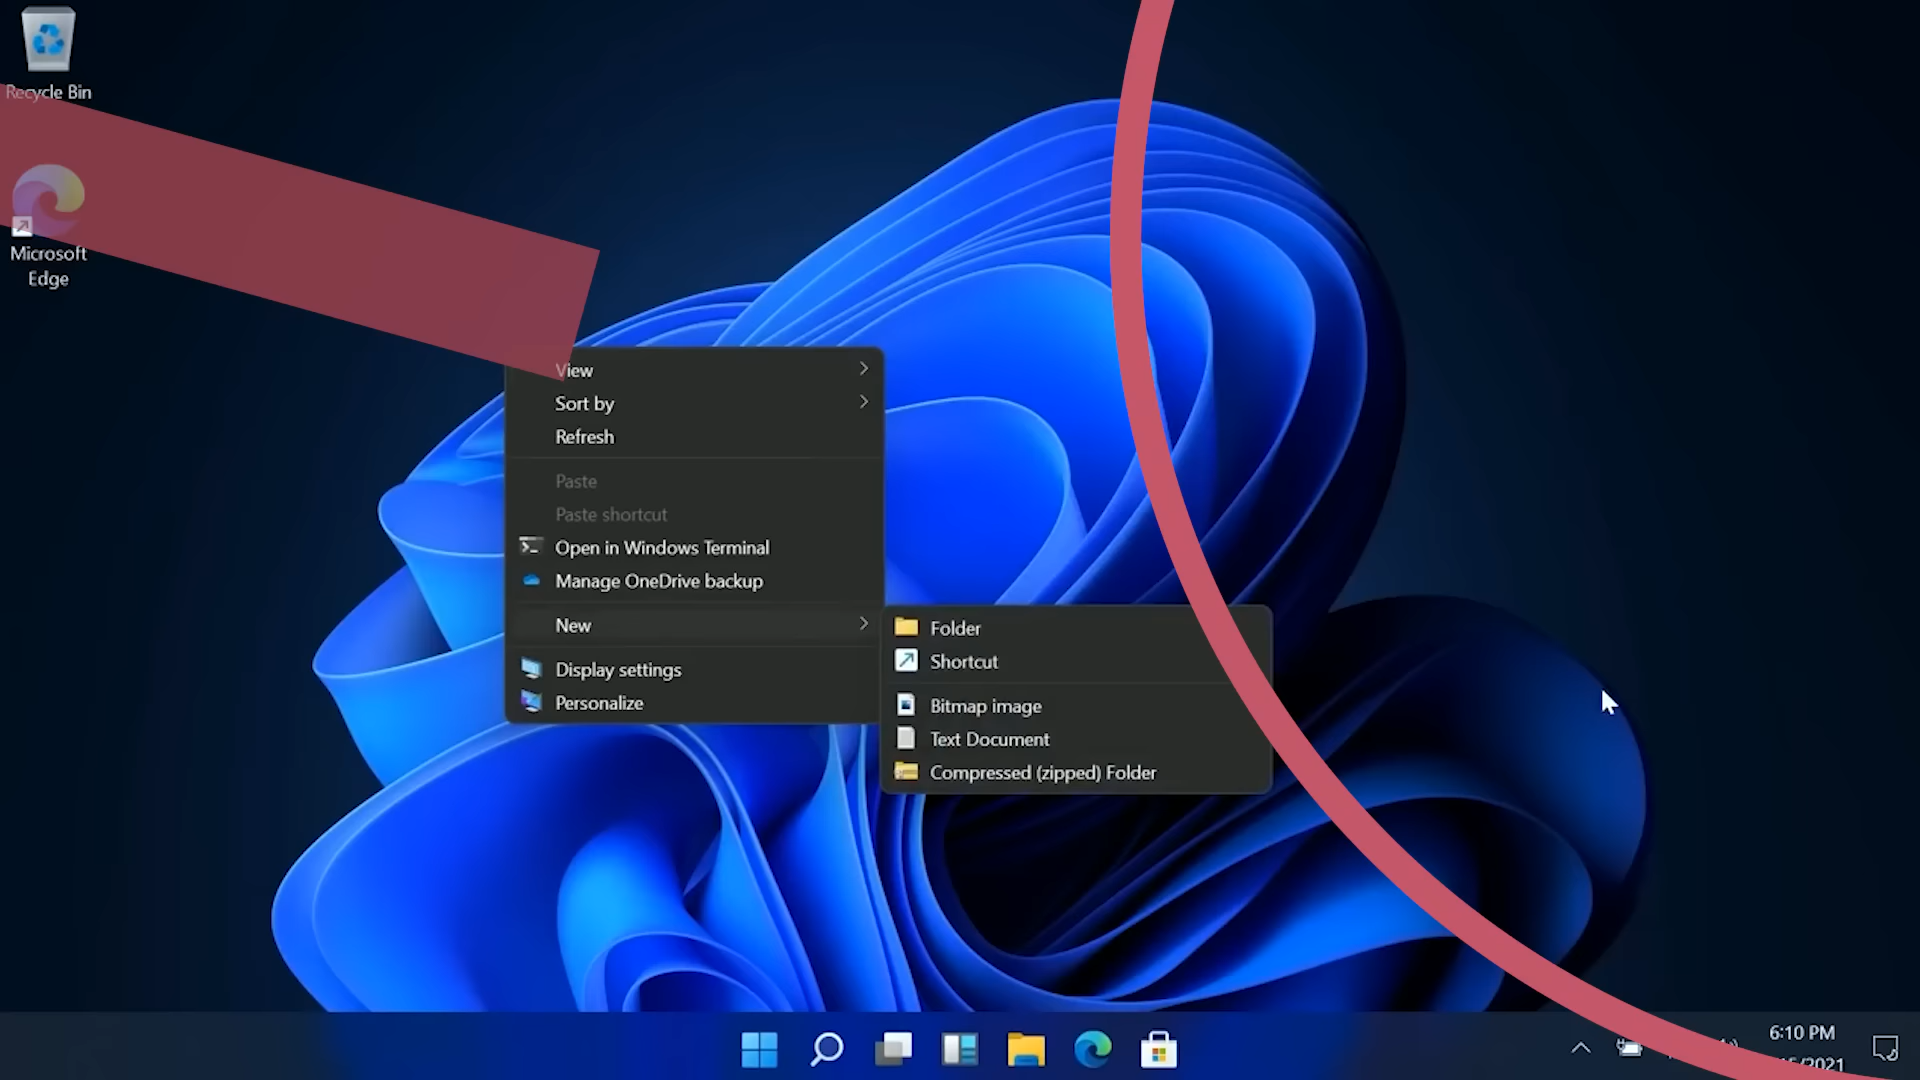 Recycle Bin
Microsoft
Edge
View
Sort by
Refresh
Paste
Paste shortcut
Open in Windows Terminal
Manage OneDrive backup
New
Display settings
Personalize
Folder
Shortcut
Bitmap image
Text Document
Compressed (zipped) Folder
6:10 PM
/2021